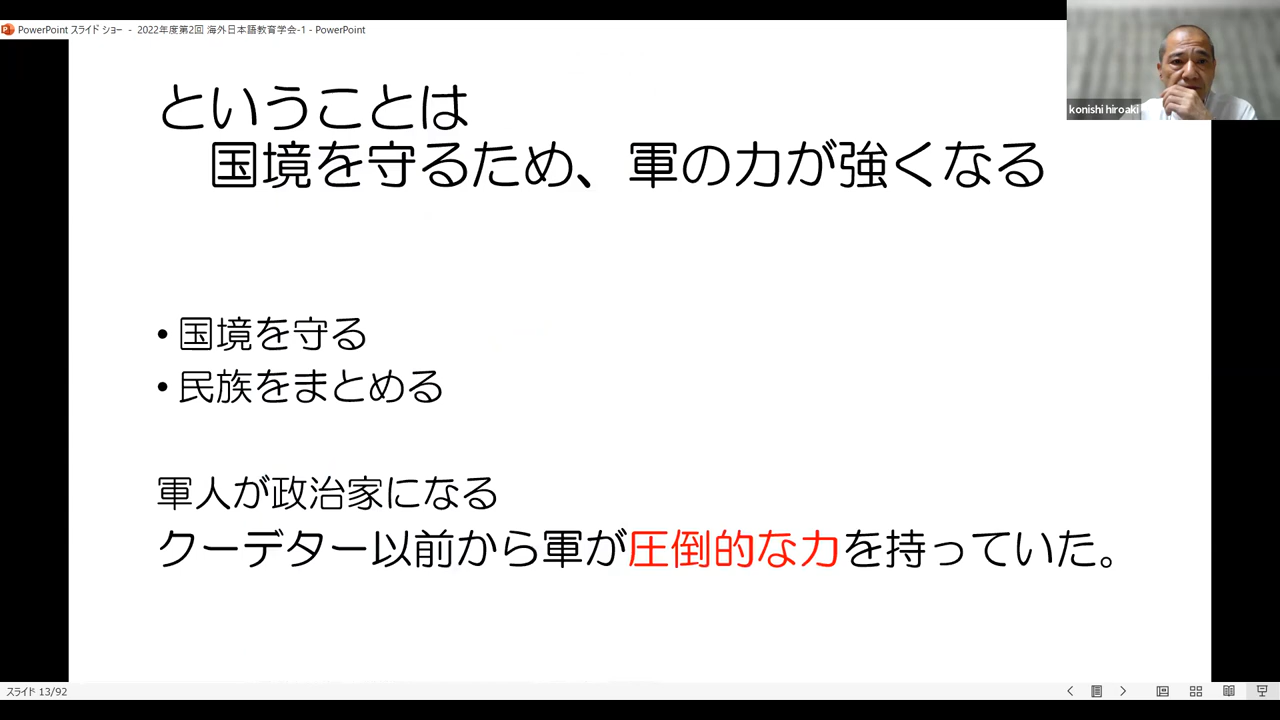 PowerPoint スライド ショー - 2022年度第2回 海外日本語教育学会-1 - PowerPoint
konishi hiroaki
ということは
国境を守るため、軍の力が強くなる
• 国境を守る
• 民族をまとめる
軍人が政治家になる
クーデター以前から軍が圧倒的な力を持っていた。
スライド 13/92